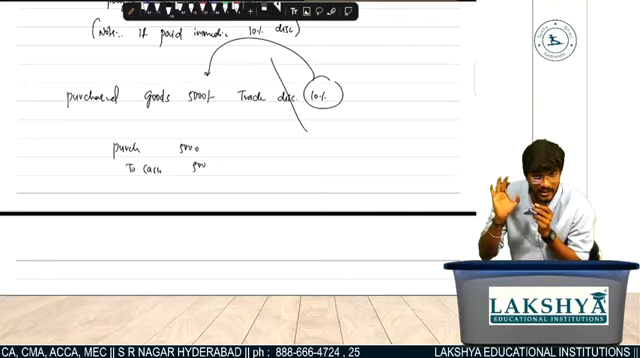 (Note:. If paid immedi 10% disc)
purchased Goods 5000/- Trade disc. 10%
purch 5000
To Cash 500
LAKSHYA
EDUCATIONAL INSTITUTIONS
CA, CMA, ACCA, MEC || S R NAGAR HYDERABAD || ph : 888-666-4724 , 25 LAKSHYA EDUCATIONAL INSTITUTIONS ||